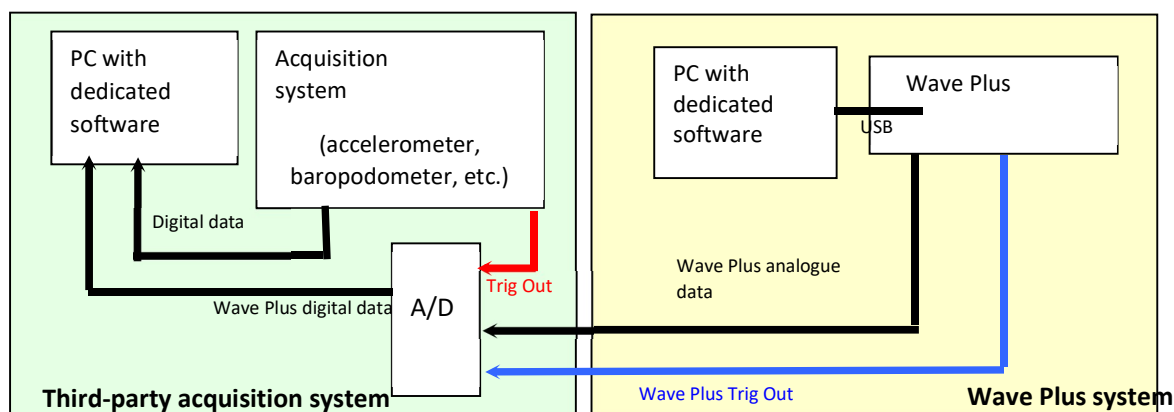 PC with
dedicated
software
Acquisition
system
(accelerometer,
baropodometer, etc.)
Digital data
Trig Out
Wave Plus digital data
A/D
Third-party acquisition system
PC with
dedicated
software
Wave Plus
USB
Wave Plus analogue
data
Wave Plus Trig Out
Wave Plus system